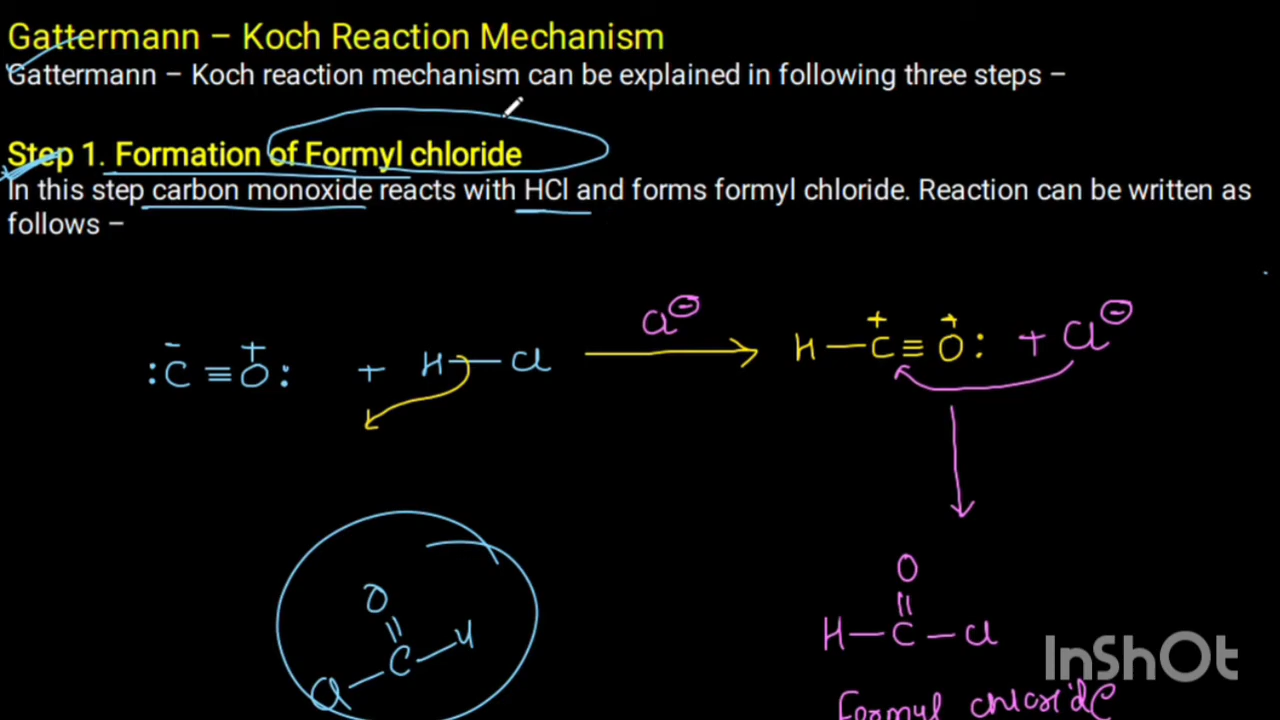 Gattermann – Koch Reaction Mechanism
Gattermann – Koch reaction mechanism can be explained in following three steps –
Step 1. Formation of Formyl chloride
In this step carbon monoxide reacts with HCl and forms formyl chloride. Reaction can be written as
follows –
Cl⊖
:C̄ ≡ O⁺: + H—Cl → H—C⁺ ≡ O⁺: + Cl⊖
O
||
H—C—Cl
Formyl chloride
O
||
Cl—C—H
InShOt